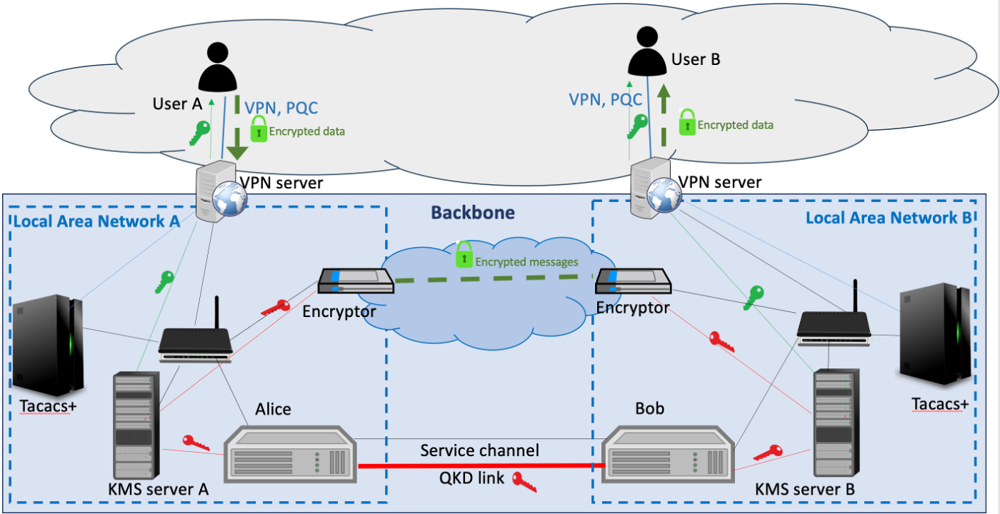 User B
User A
VPN, PQC
VPN, PQC
Encrypted data
Encrypted data
VPN server
VPN server
Local Area Network A
Backbone
Local Area Network B
Encrypted messages
Encryptor
Encryptor
Tacacs+
Tacacs+
Alice
Bob
Service channel
QKD link
KMS server A
KMS server B